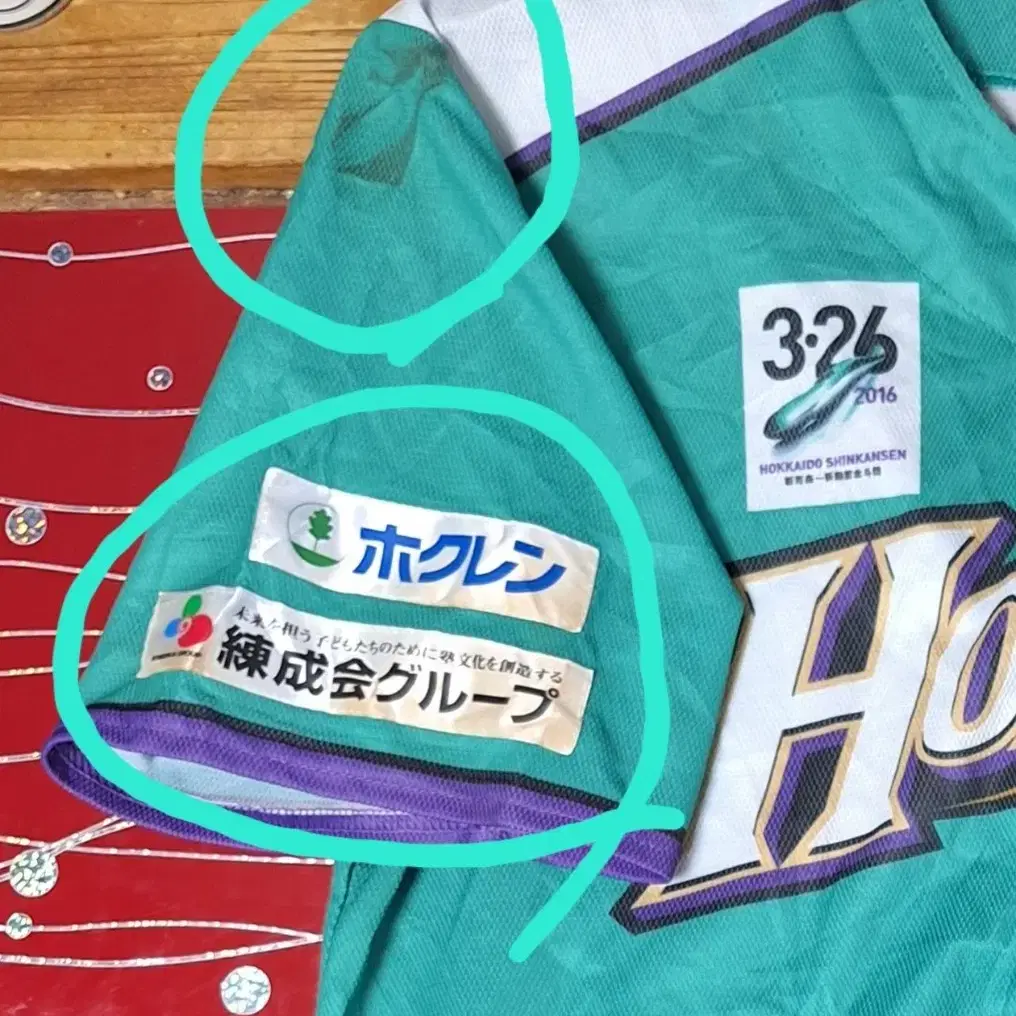 3·26
2016
HOKKAIDO SHINKANSEN
ホクレン
未来を担う子どもたちのために塾文化を創造する
練成会グループ
Ho